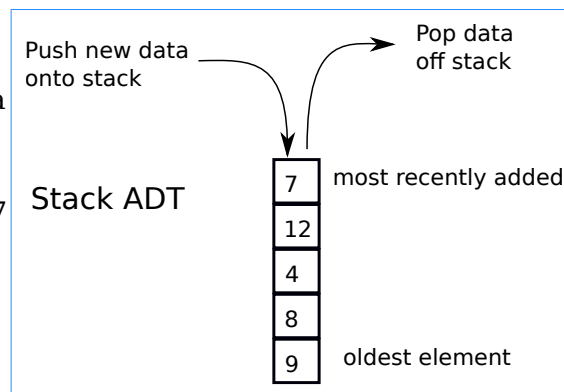 Push new data
onto stack
Pop data
off stack
Stack ADT
7
most recently added
12
4
8
9
oldest element